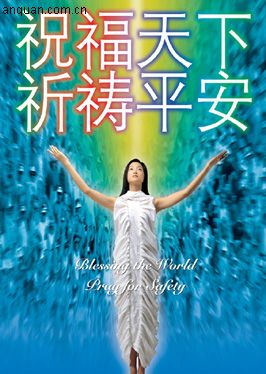 anquan.com.cn
祝福天下
祈祷平安
Blessing the World
Pray for Safety